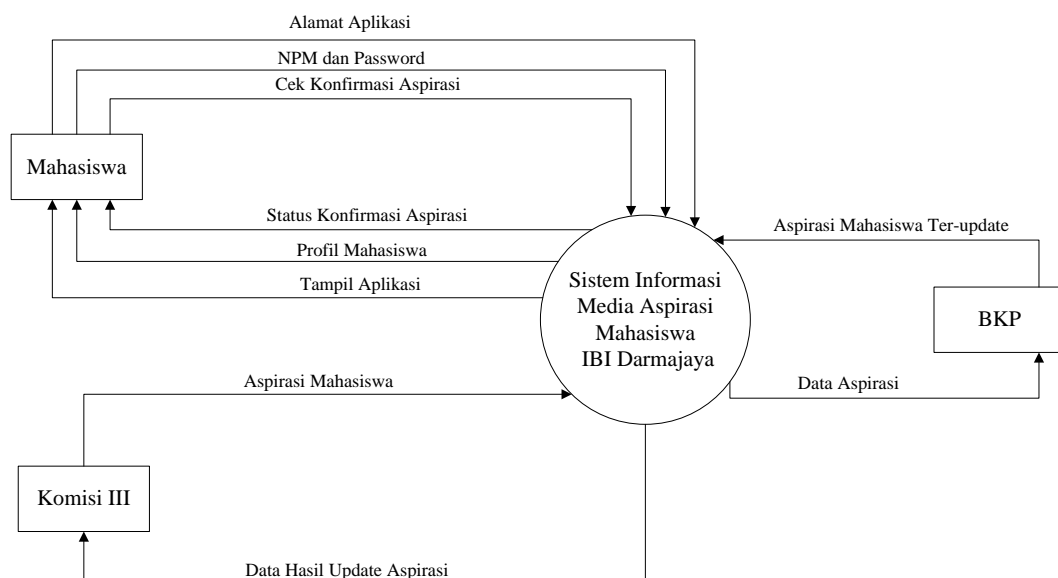 Alamat Aplikasi
NPM dan Password
Cek Konfirmasi Aspirasi
Mahasiswa
Status Konfirmasi Aspirasi
Profil Mahasiswa
Tampil Aplikasi
Aspirasi Mahasiswa Ter-update
Sistem Informasi
Media Aspirasi
Mahasiswa
IBI Darmajaya
BKP
Data Aspirasi
Aspirasi Mahasiswa
Komisi III
Data Hasil Update Aspirasi